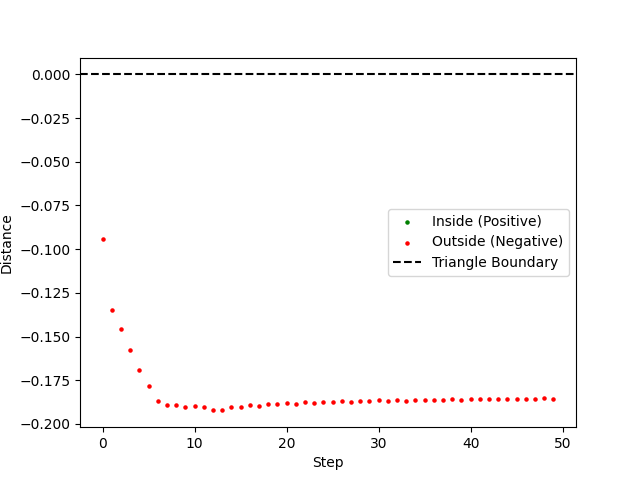 0.000
−0.025
−0.050
−0.075
−0.100
−0.125
−0.150
−0.175
−0.200
Distance
Inside (Positive)
Outside (Negative)
Triangle Boundary
0 10 20 30 40 50
Step